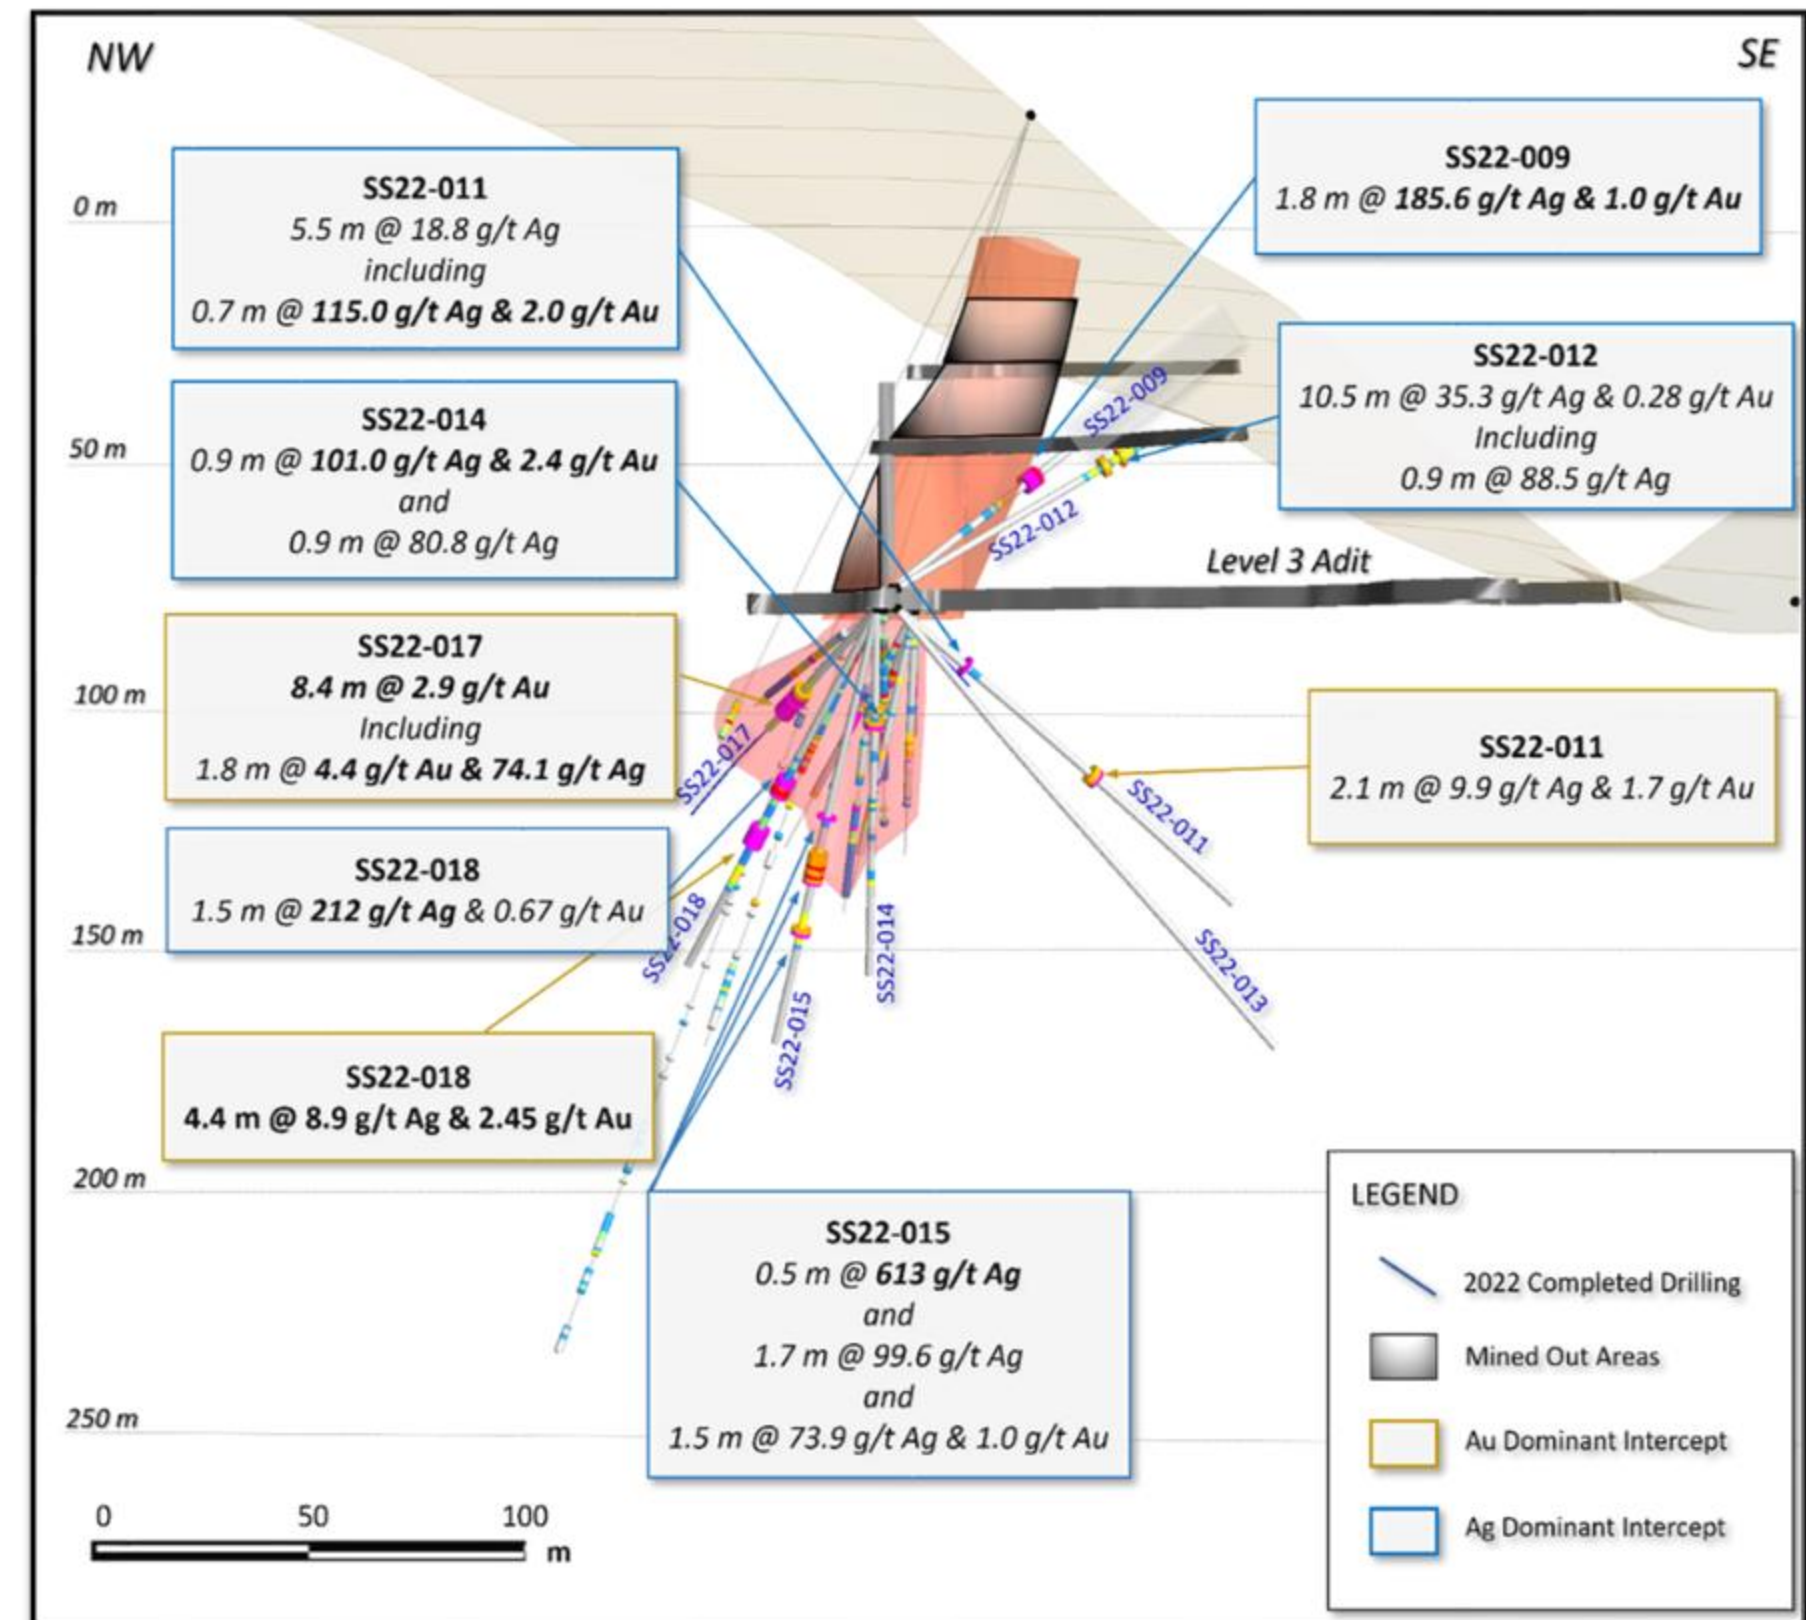 NW
SE
0 m
50 m
100 m
150 m
200 m
250 m
SS22-011
5.5 m @ 18.8 g/t Ag
including
0.7 m @ 115.0 g/t Ag & 2.0 g/t Au
SS22-009
1.8 m @ 185.6 g/t Ag & 1.0 g/t Au
SS22-014
0.9 m @ 101.0 g/t Ag & 2.4 g/t Au
and
0.9 m @ 80.8 g/t Ag
SS22-012
10.5 m @ 35.3 g/t Ag & 0.28 g/t Au
Including
0.9 m @ 88.5 g/t Ag
SS22-009
SS22-012
Level 3 Adit
SS22-017
8.4 m @ 2.9 g/t Au
Including
1.8 m @ 4.4 g/t Au & 74.1 g/t Ag
SS22-017
SS22-011
2.1 m @ 9.9 g/t Ag & 1.7 g/t Au
SS22-011
SS22-018
1.5 m @ 212 g/t Ag & 0.67 g/t Au
SS22-018
SS22-014
SS22-013
SS22-015
SS22-018
4.4 m @ 8.9 g/t Ag & 2.45 g/t Au
SS22-015
0.5 m @ 613 g/t Ag
and
1.7 m @ 99.6 g/t Ag
and
1.5 m @ 73.9 g/t Ag & 1.0 g/t Au
LEGEND
2022 Completed Drilling
Mined Out Areas
Au Dominant Intercept
Ag Dominant Intercept
0 50 100
m